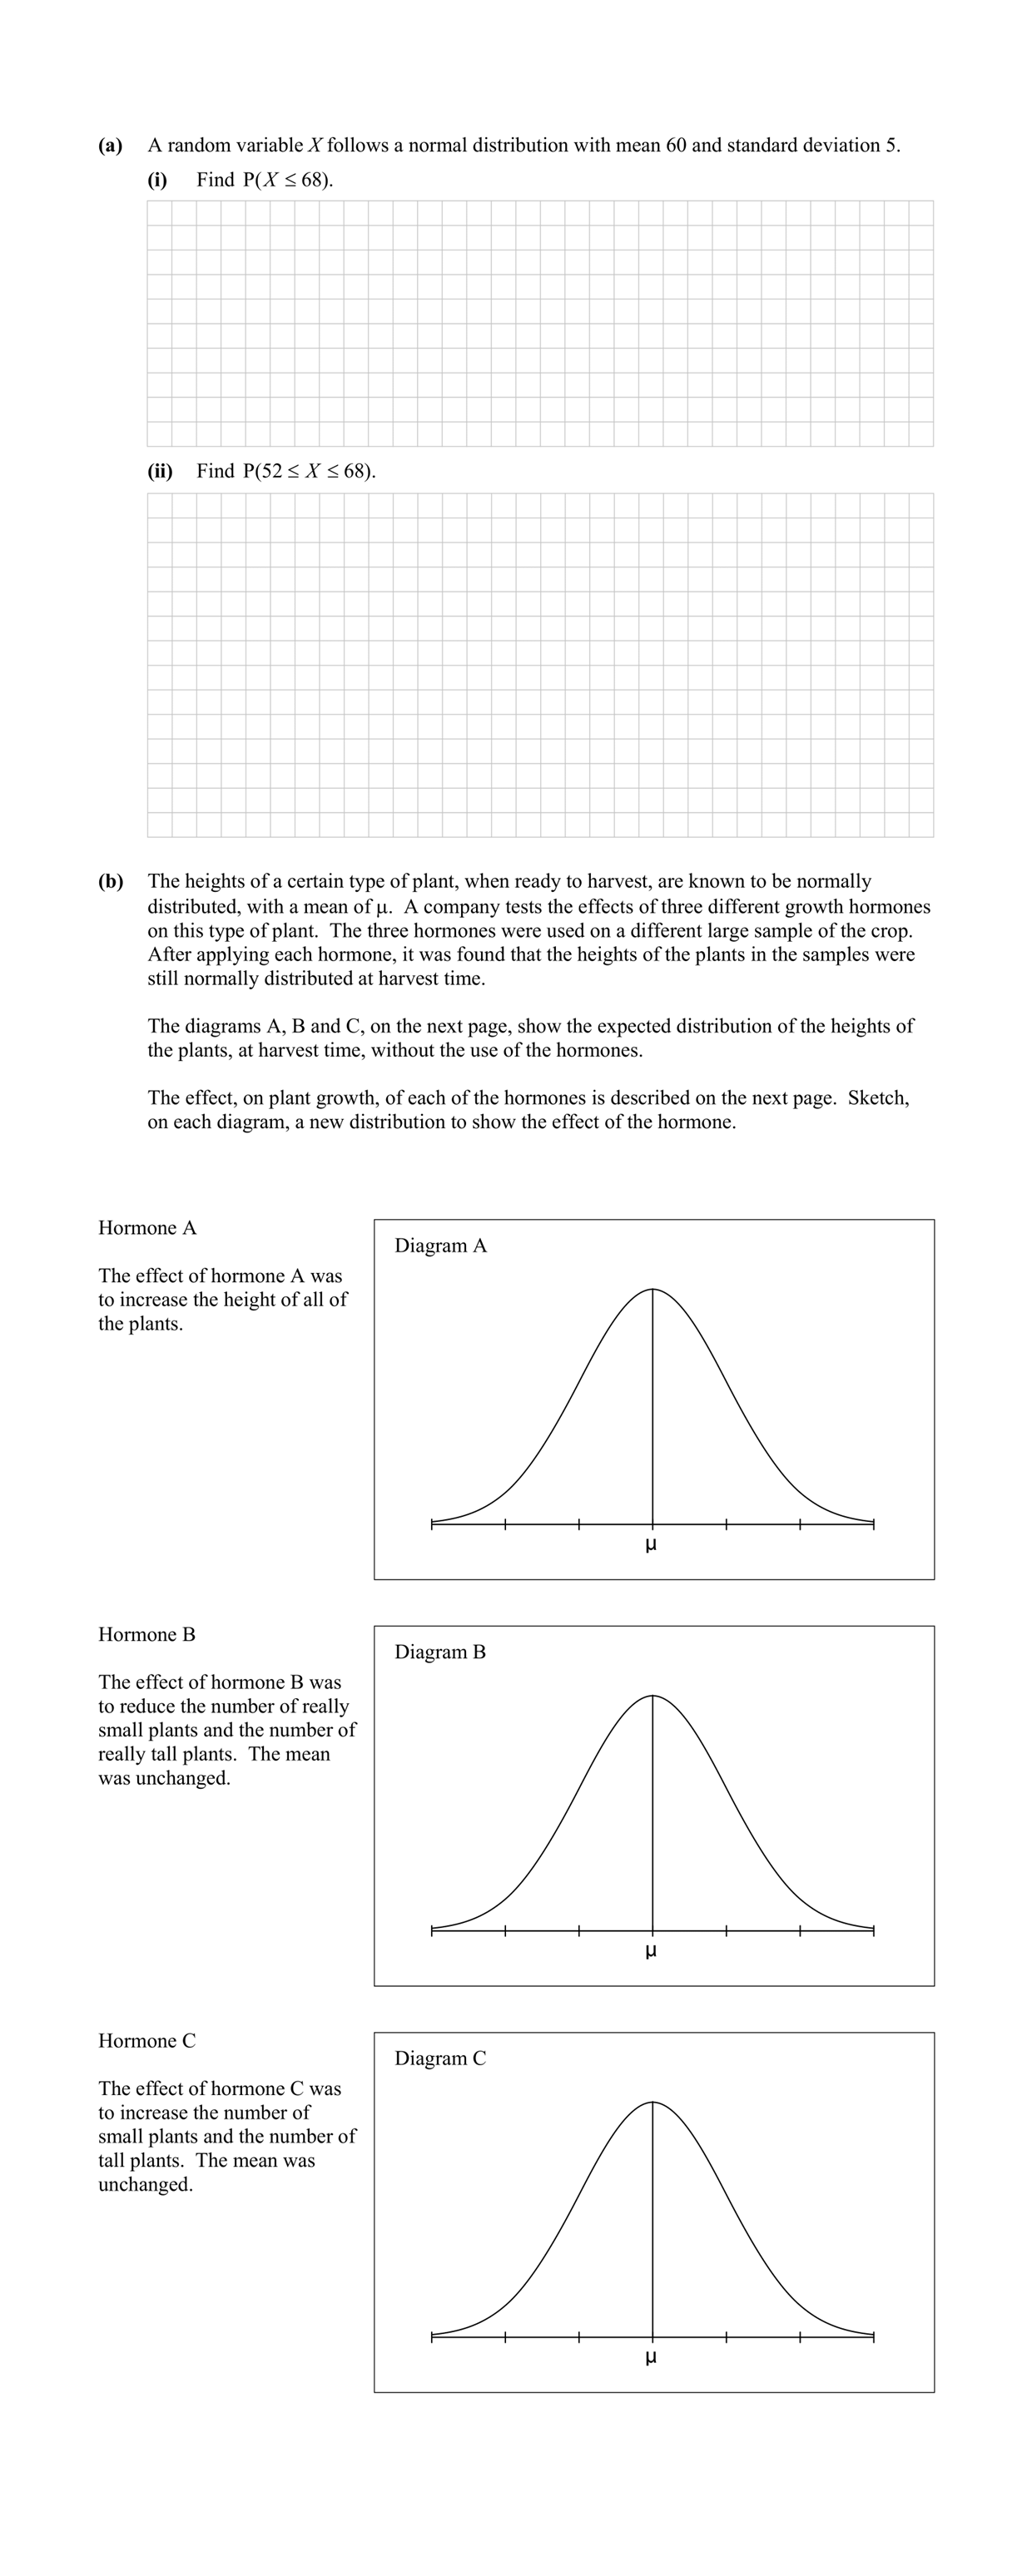 (a) A random variable X follows a normal distribution with mean 60 and standard deviation 5.
(i) Find P(X ≤ 68).
(ii) Find P(52 ≤ X ≤ 68).
(b) The heights of a certain type of plant, when ready to harvest, are known to be normally
distributed, with a mean of μ. A company tests the effects of three different growth hormones
on this type of plant. The three hormones were used on a different large sample of the crop.
After applying each hormone, it was found that the heights of the plants in the samples were
still normally distributed at harvest time.
The diagrams A, B and C, on the next page, show the expected distribution of the heights of
the plants, at harvest time, without the use of the hormones.
The effect, on plant growth, of each of the hormones is described on the next page. Sketch,
on each diagram, a new distribution to show the effect of the hormone.
Hormone A
The effect of hormone A was
to increase the height of all of
the plants.
Diagram A
μ
Hormone B
The effect of hormone B was
to reduce the number of really
small plants and the number of
really tall plants. The mean
was unchanged.
Diagram B
μ
Hormone C
The effect of hormone C was
to increase the number of
small plants and the number of
tall plants. The mean was
unchanged.
Diagram C
μ